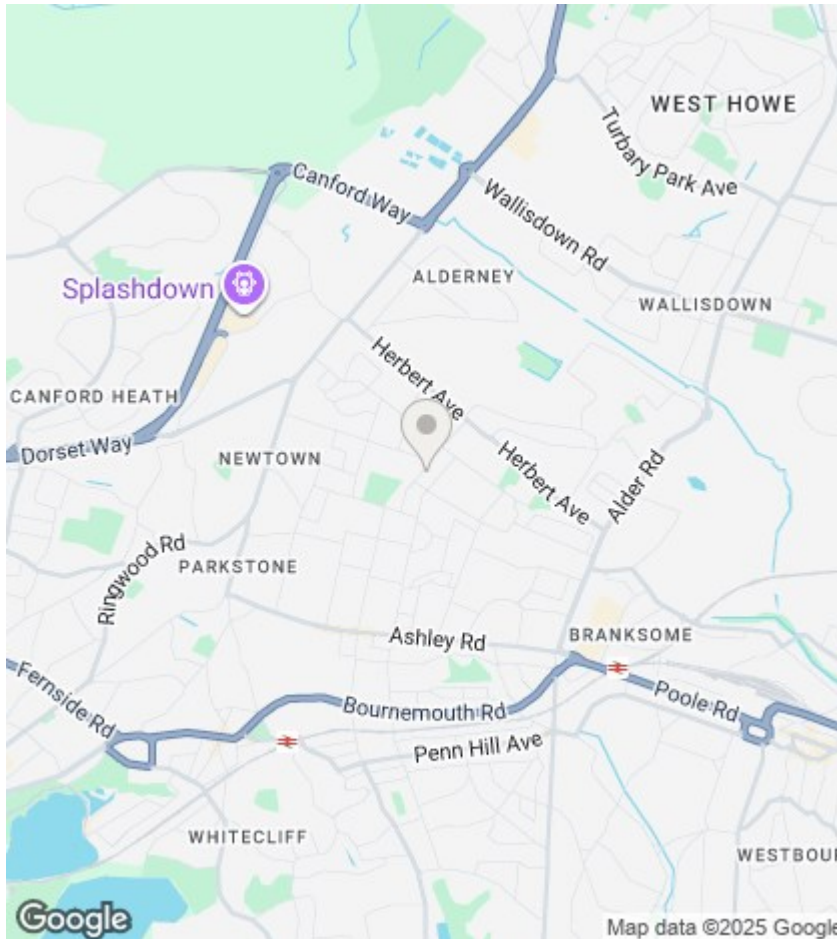 WEST HOWE
Turbary Park Ave
Canford Way
Wallisdown Rd
ALDERNEY
Splashdown
WALLISDOWN
Herbert Ave
CANFORD HEATH
Dorset Way
NEWTOWN
Herbert Ave
Alder Rd
Ringwood Rd
PARKSTONE
Ashley Rd
BRANKSOME
Fernside Rd
Bournemouth Rd
Poole Rd
Penn Hill Ave
WHITECLIFF
WESTBOU
Google
Map data ©2025 Google